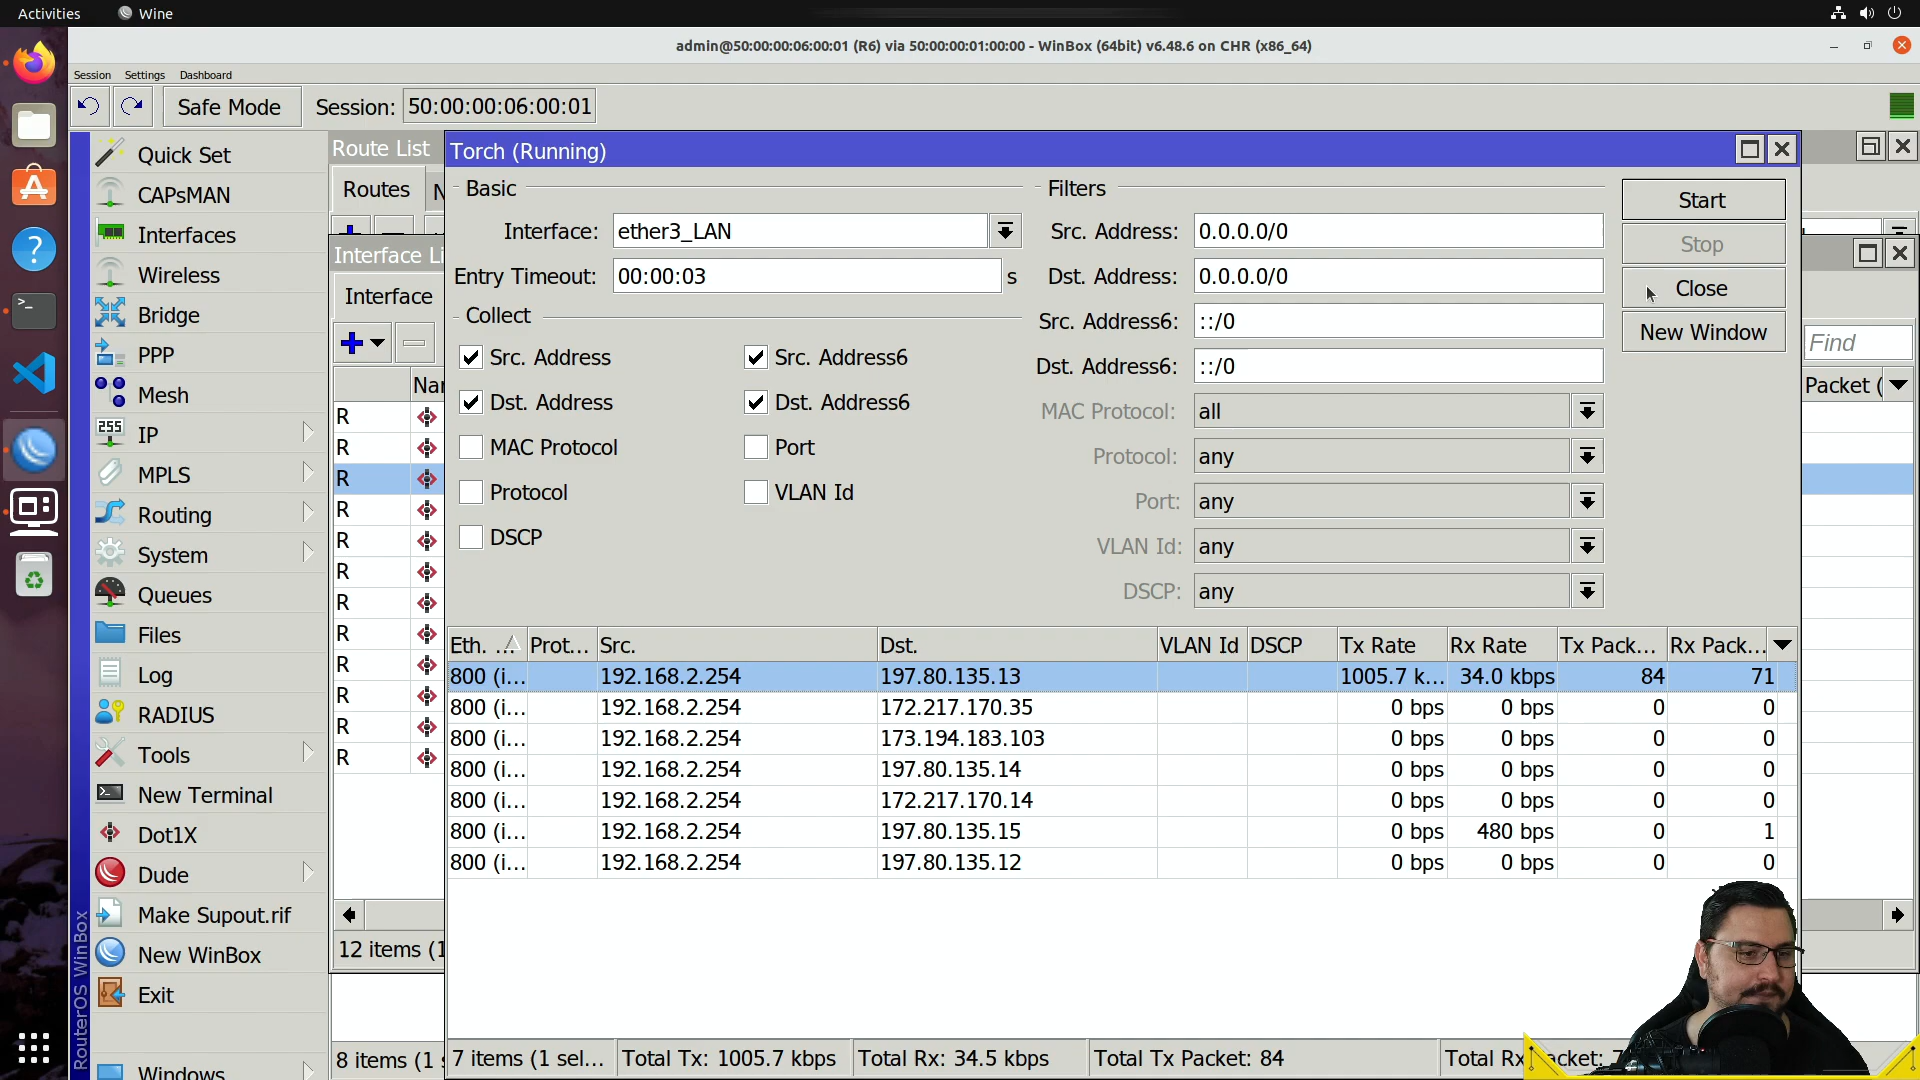 Activities Wine
admin@50:00:00:06:00:01 (R6) via 50:00:00:01:00:00 - WinBox (64bit) v6.48.6 on CHR (x86_64)
Session Settings Dashboard
Safe Mode Session: 50:00:00:06:00:01
Quick Set
CAPsMAN
Interfaces
Wireless
Bridge
PPP
Mesh
IP
MPLS
Routing
System
Queues
Files
Log
RADIUS
Tools
New Terminal
Dot1X
Dude
Make Supout.rif
New WinBox
Exit
Windows
RouterOS WinBox
Route List
Routes N
Interface Li
Interface
Nar
R
R
R
R
R
R
R
R
R
R
R
R
12 items (1
8 items (1 s
Find
Packet (
Torch (Running)
Basic
Interface: ether3_LAN
Entry Timeout: 00:00:03 s
Collect
Src. Address Src. Address6
Dst. Address Dst. Address6
MAC Protocol Port
Protocol VLAN Id
DSCP
Filters
Src. Address: 0.0.0.0/0
Dst. Address: 0.0.0.0/0
Src. Address6: ::/0
Dst. Address6: ::/0
MAC Protocol: all
Protocol: any
Port: any
VLAN Id: any
DSCP: any
Start
Stop
Close
New Window
Eth. ... Prot... Src. Dst. VLAN Id DSCP Tx Rate Rx Rate Tx Pack... Rx Pack...
800 (i... 192.168.2.254 197.80.135.13 1005.7 k... 34.0 kbps 84 71
800 (i... 192.168.2.254 172.217.170.35 0 bps 0 bps 0 0
800 (i... 192.168.2.254 173.194.183.103 0 bps 0 bps 0 0
800 (i... 192.168.2.254 197.80.135.14 0 bps 0 bps 0 0
800 (i... 192.168.2.254 172.217.170.14 0 bps 0 bps 0 0
800 (i... 192.168.2.254 197.80.135.15 0 bps 480 bps 0 1
800 (i... 192.168.2.254 197.80.135.12 0 bps 0 bps 0 0
7 items (1 sel... Total Tx: 1005.7 kbps Total Rx: 34.5 kbps Total Tx Packet: 84 Total Rx